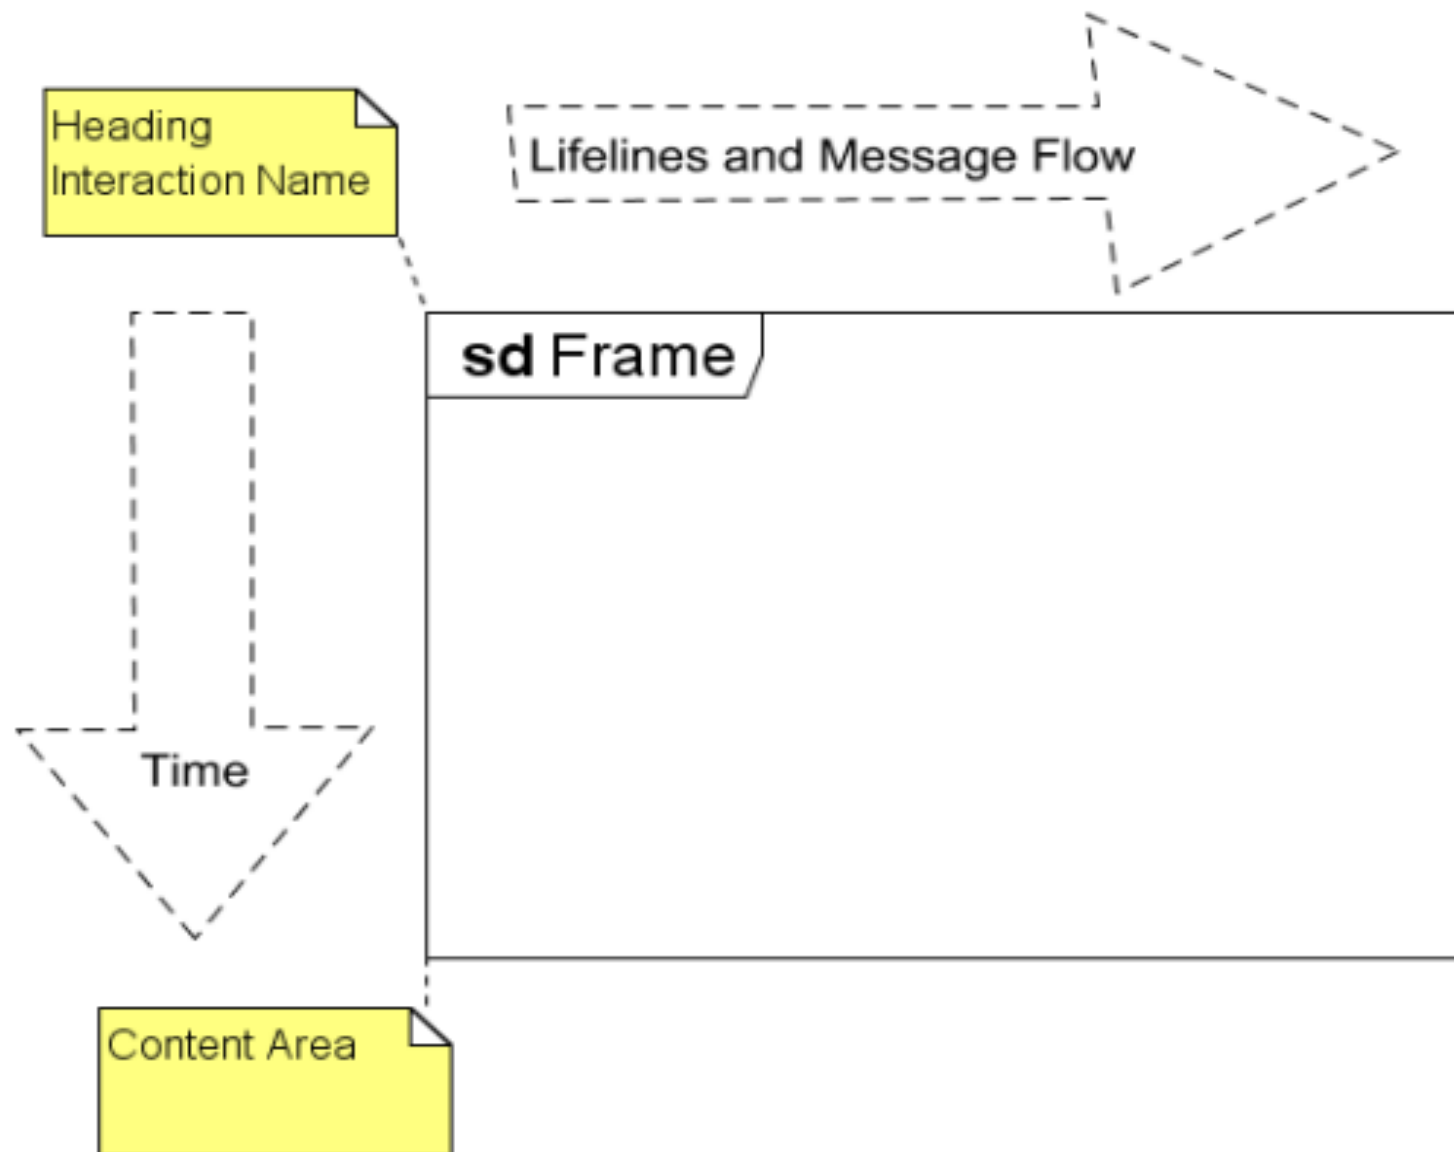 Heading
Interaction Name
Lifelines and Message Flow
sd Frame
Time
Content Area